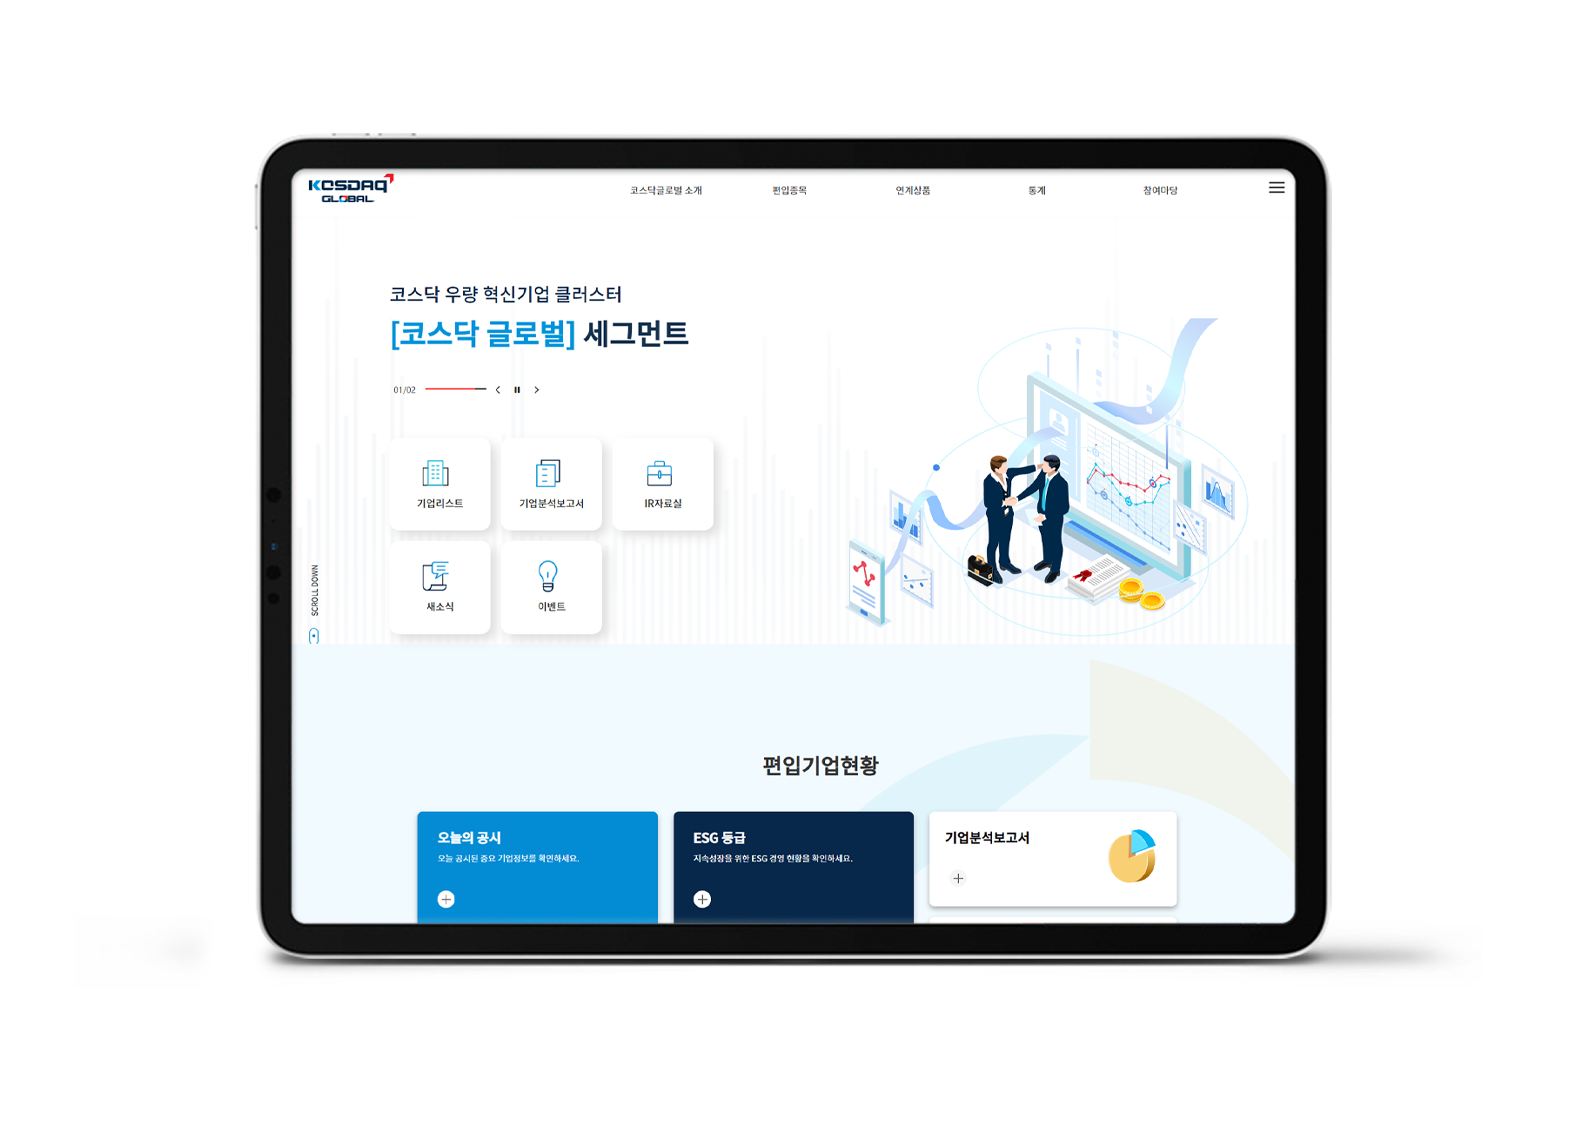 KOSDAQ
GLOBAL
코스닥글로벌 소개
편입종목
연계상품
통계
참여마당
코스닥 우량 혁신기업 클러스터
[코스닥 글로벌] 세그먼트
01/02
기업리스트
기업분석보고서
IR자료실
새소식
이벤트
SCROLL DOWN
편입기업현황
오늘의 공시
오늘 공시된 중요 기업정보를 확인하세요.
ESG 등급
지속성장을 위한 ESG 경영 현황을 확인하세요.
기업분석보고서